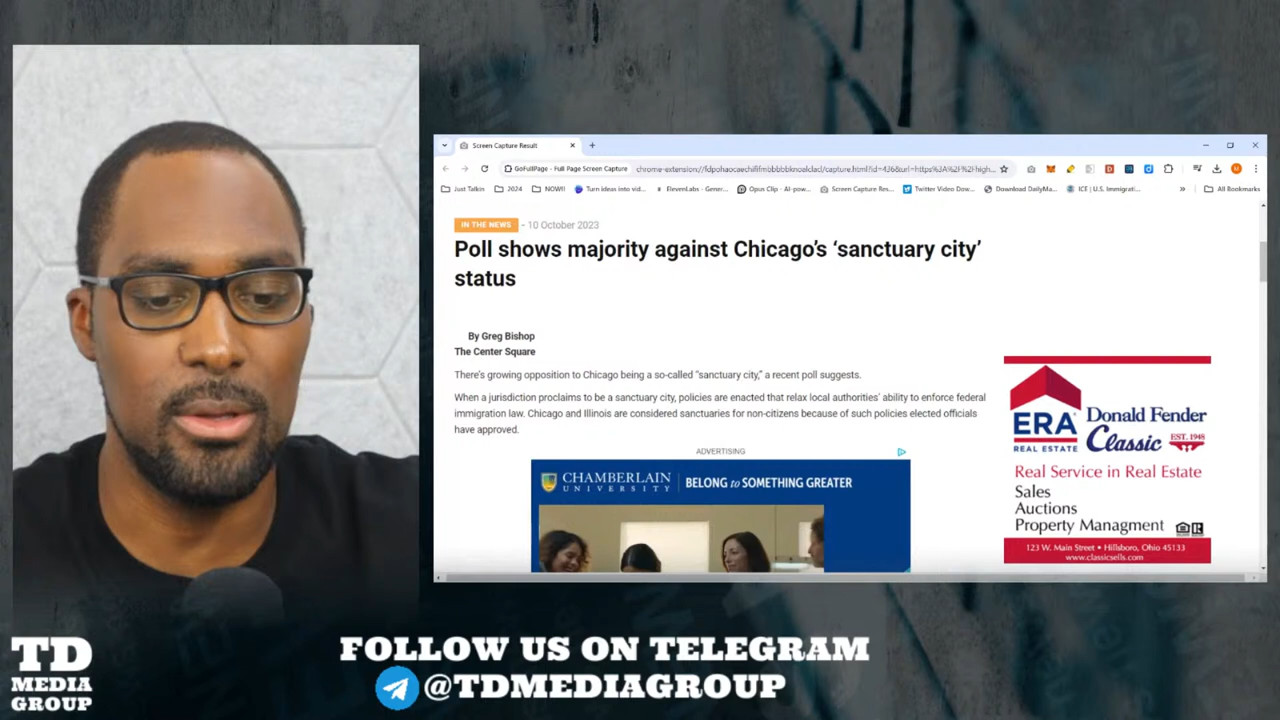 Screen Capture Result
GoFullPage - Full Page Screen Capture
Just Talkin
2024
NOW!!
Turn ideas into vid...
ElevenLabs - Gener...
Opus Clip - AI-pow...
Screen Capture Res...
Twitter Video Dow...
Download DailyMa...
ICE | U.S. Immigrati...
All Bookmarks
IN THE NEWS - 10 October 2023
Poll shows majority against Chicago's ‘sanctuary city’
status
By Greg Bishop
The Center Square
There's growing opposition to Chicago being a so-called “sanctuary city,” a recent poll suggests.
When a jurisdiction proclaims to be a sanctuary city, policies are enacted that relax local authorities' ability to enforce federal
immigration law. Chicago and Illinois are considered sanctuaries for non-citizens because of such policies elected officials
have approved.
ADVERTISING
CHAMBERLAIN
UNIVERSITY
BELONG to SOMETHING GREATER
ERA
REAL ESTATE
Donald Fender
Classic
EST. 1948
Real Service in Real Estate
Sales
Auctions
Property Managment
123 W. Main Street • Hillsboro, Ohio 45133
www.classicsells.com
TD
MEDIA
GROUP
FOLLOW US ON TELEGRAM
@TDMEDIAGROUP